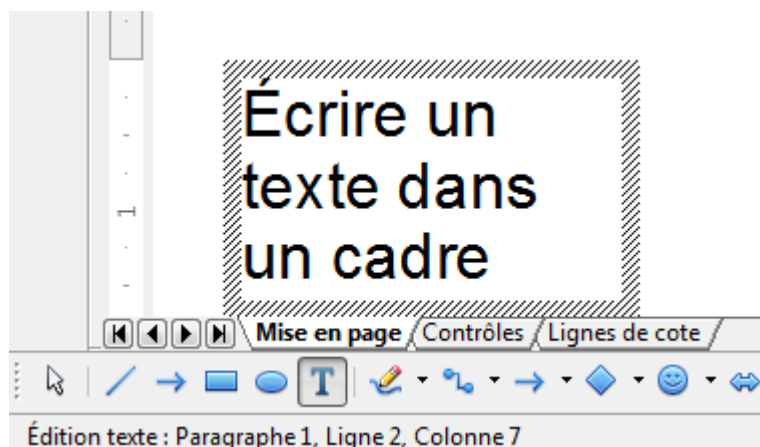 Écrire un
texte dans
un cadre
1
Mise en page Contrôles Lignes de cote
T
Édition texte : Paragraphe 1, Ligne 2, Colonne 7